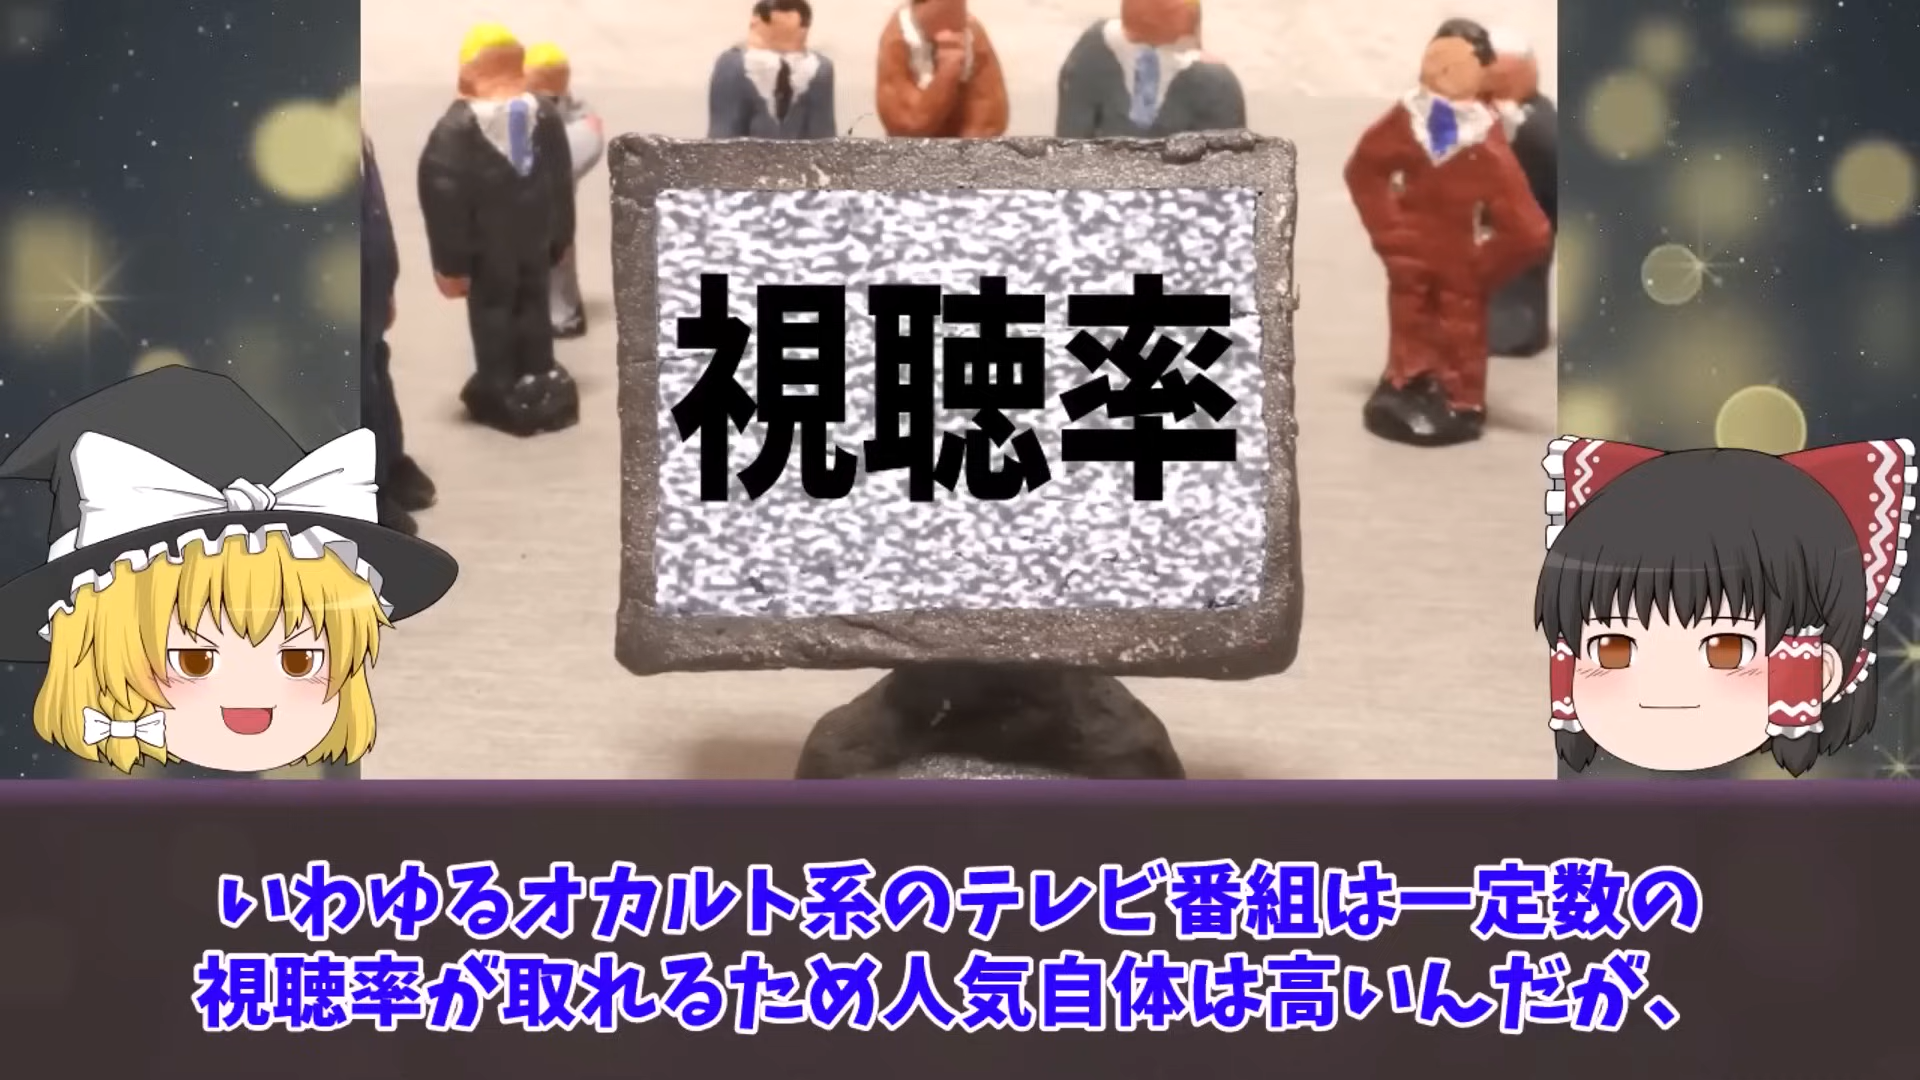 視聴率
いわゆるオカルト系のテレビ番組は一定数の
視聴率が取れるため人気自体は高いんだが、